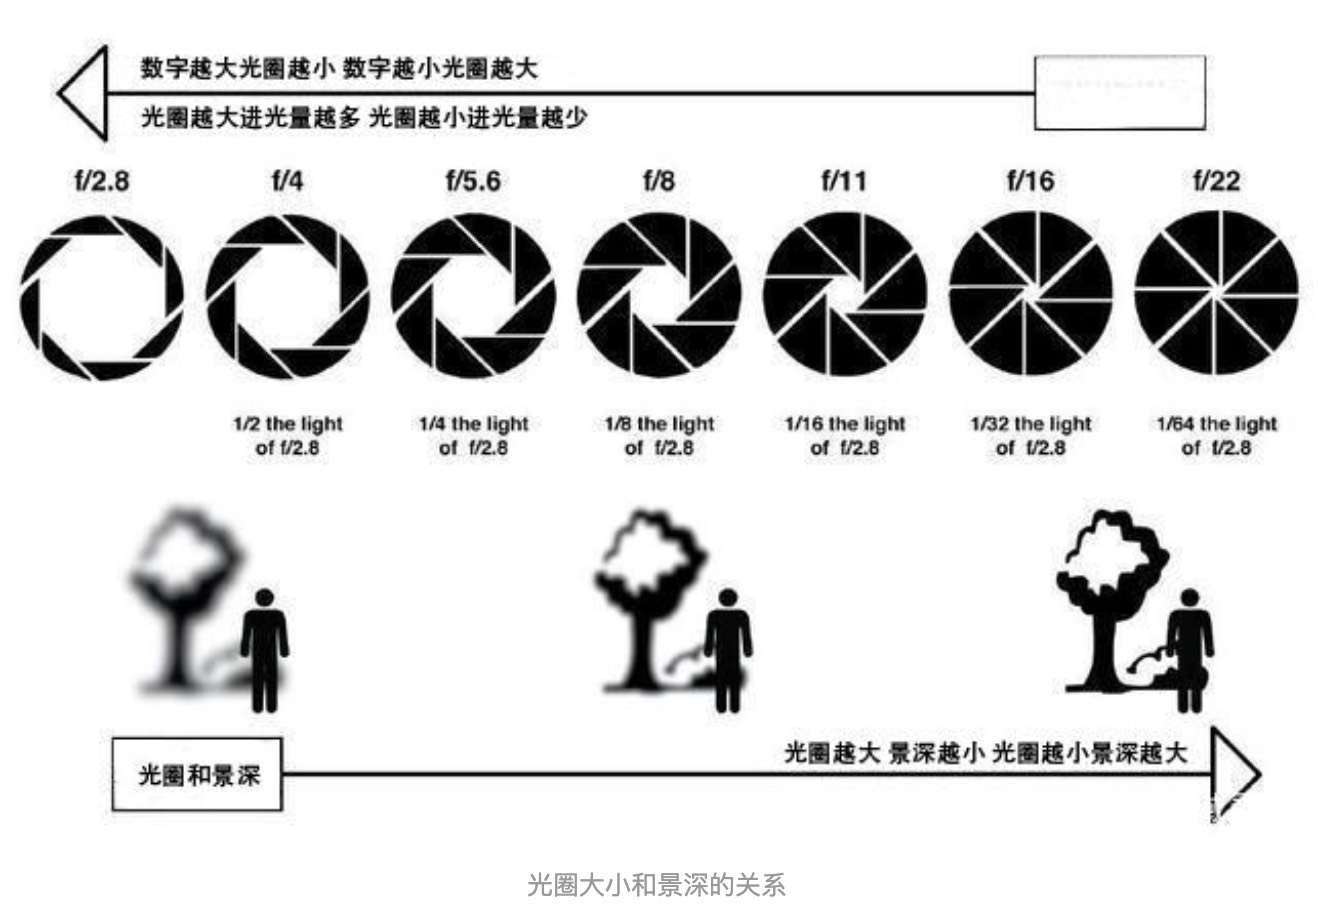 数字越大光圈越小 数字越小光圈越大
光圈越大进光量越多 光圈越小进光量越少
f/2.8 f/4 f/5.6 f/8 f/11 f/16 f/22
1/2 the light of f/2.8
1/4 the light of f/2.8
1/8 the light of f/2.8
1/16 the light of f/2.8
1/32 the light of f/2.8
1/64 the light of f/2.8
光圈越大 景深越小 光圈越小景深越大
光圈和景深
光圈大小和景深的关系